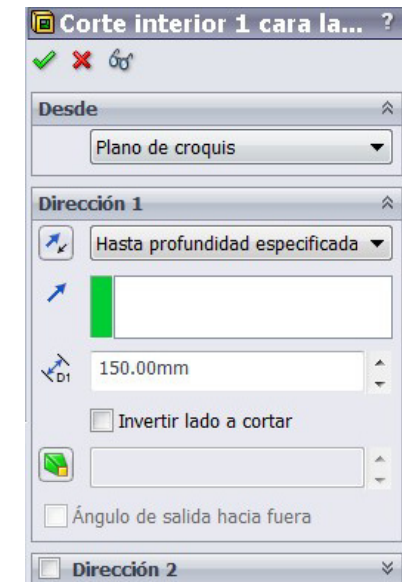 Corte interior 1 cara la... ?
Desde
Plano de croquis
Dirección 1
Hasta profundidad especificada
D1 150.00mm
Invertir lado a cortar
Ángulo de salida hacia fuera
Dirección 2